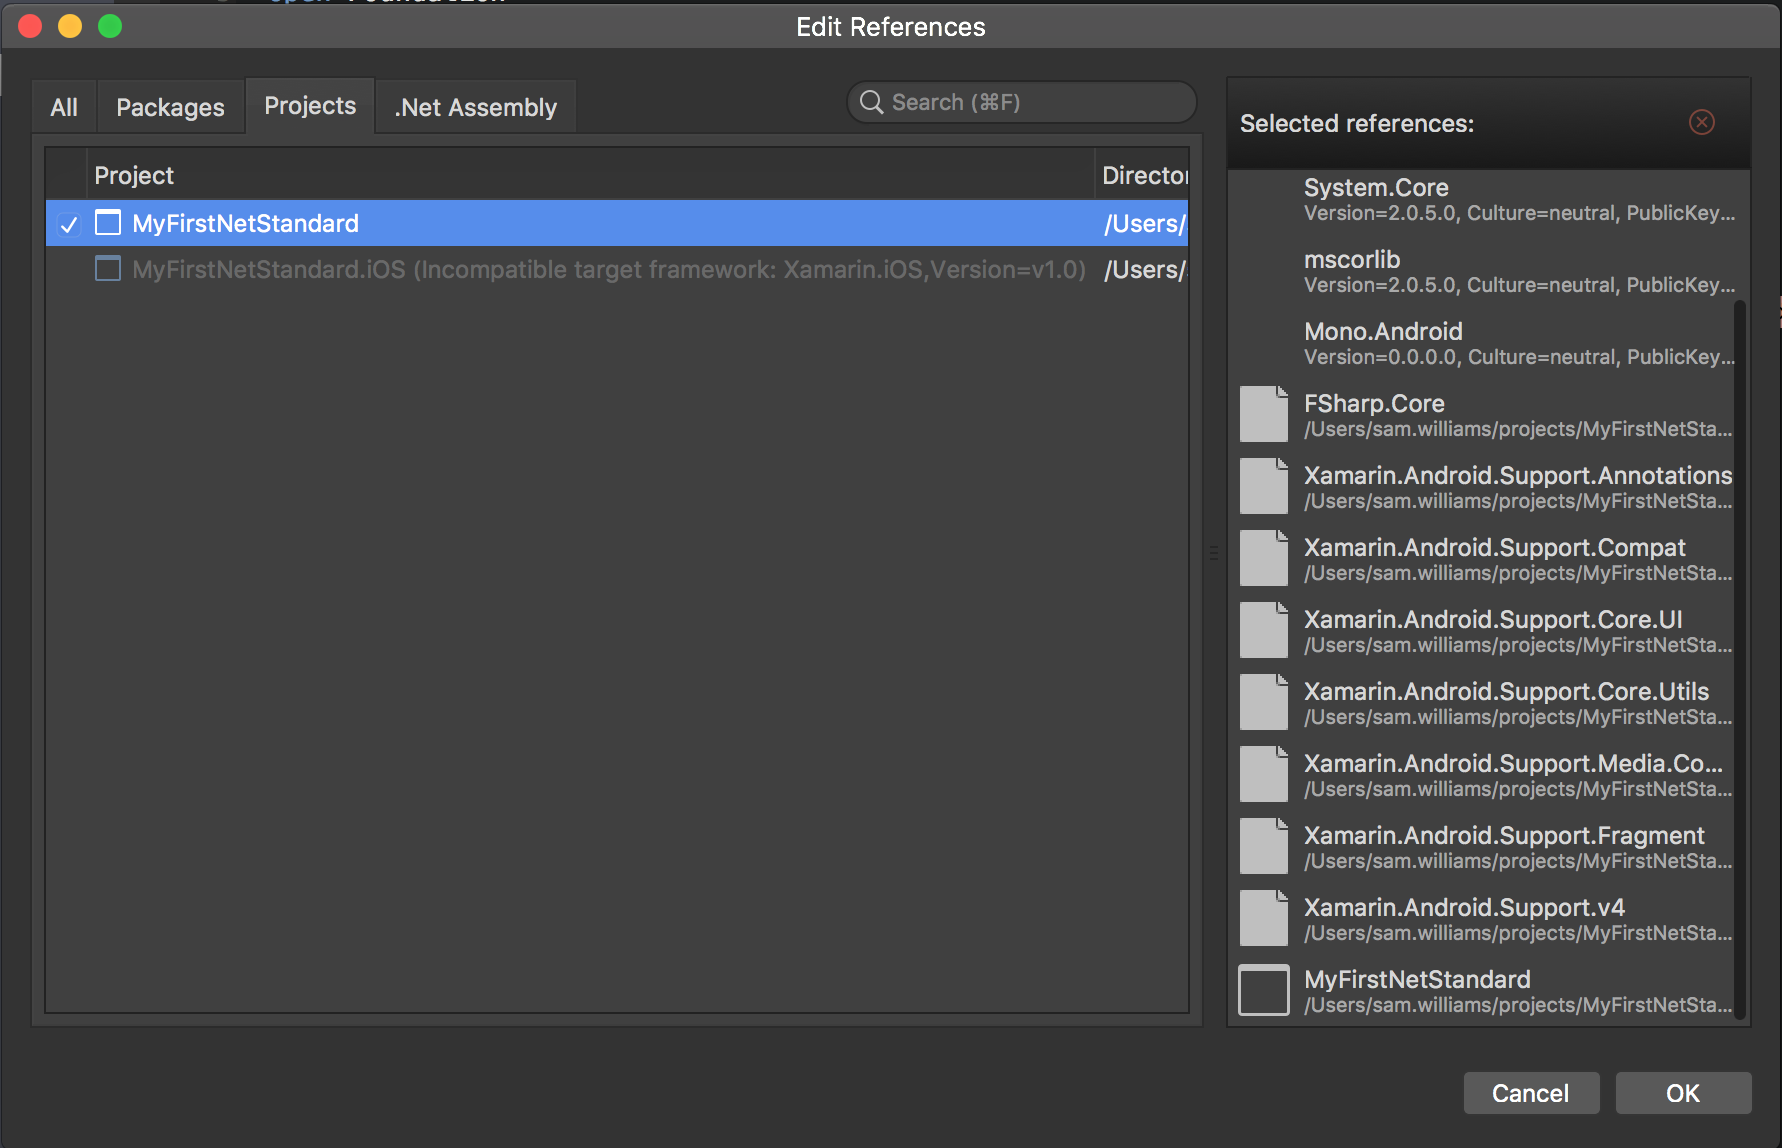 Edit References
All
Packages
Projects
.Net Assembly
Search (⌘F)
Project
Directo
MyFirstNetStandard
/Users/
MyFirstNetStandard.iOS (Incompatible target framework: Xamarin.iOS,Version=v1.0)
/Users/
Selected references:
System.Core
Version=2.0.5.0, Culture=neutral, PublicKey...
mscorlib
Version=2.0.5.0, Culture=neutral, PublicKey...
Mono.Android
Version=0.0.0.0, Culture=neutral, PublicKey...
FSharp.Core
/Users/sam.williams/projects/MyFirstNetSta...
Xamarin.Android.Support.Annotations
/Users/sam.williams/projects/MyFirstNetSta...
Xamarin.Android.Support.Compat
/Users/sam.williams/projects/MyFirstNetSta...
Xamarin.Android.Support.Core.UI
/Users/sam.williams/projects/MyFirstNetSta...
Xamarin.Android.Support.Core.Utils
/Users/sam.williams/projects/MyFirstNetSta...
Xamarin.Android.Support.Media.Co...
/Users/sam.williams/projects/MyFirstNetSta...
Xamarin.Android.Support.Fragment
/Users/sam.williams/projects/MyFirstNetSta...
Xamarin.Android.Support.v4
/Users/sam.williams/projects/MyFirstNetSta...
MyFirstNetStandard
/Users/sam.williams/projects/MyFirstNetSta...
Cancel
OK